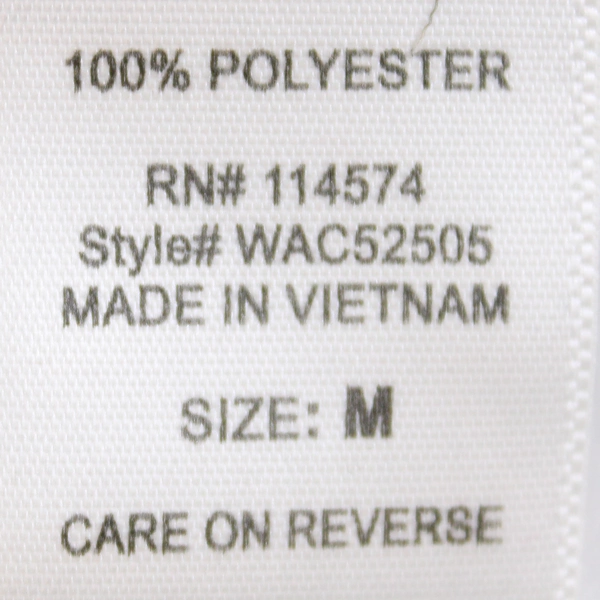 100% POLYESTER
RN# 114574
Style# WAC52505
MADE IN VIETNAM
SIZE: M
CARE ON REVERSE